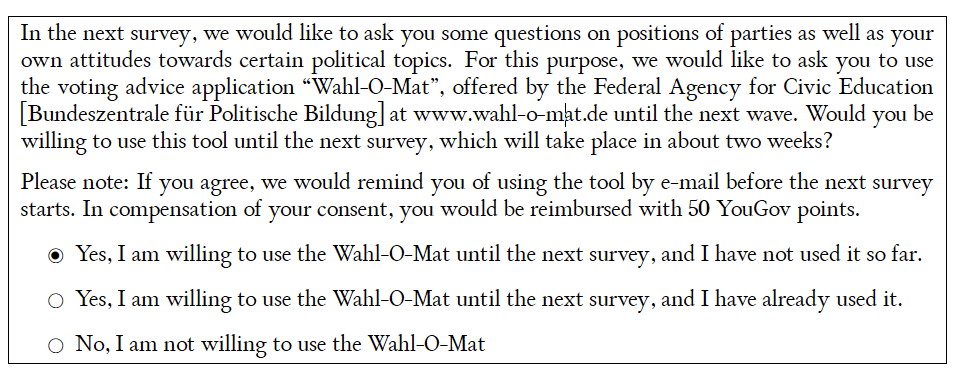 In the next survey, we would like to ask you some questions on positions of parties as well as your
own attitudes towards certain political topics. For this purpose, we would like to ask you to use
the voting advice application “Wahl-O-Mat”, offered by the Federal Agency for Civic Education
[Bundeszentrale für Politische Bildung] at www.wahl-o-mat.de until the next wave. Would you be
willing to use this tool until the next survey, which will take place in about two weeks?
Please note: If you agree, we would remind you of using the tool by e-mail before the next survey
starts. In compensation of your consent, you would be reimbursed with 50 YouGov points.
Yes, I am willing to use the Wahl-O-Mat until the next survey, and I have not used it so far.
Yes, I am willing to use the Wahl-O-Mat until the next survey, and I have already used it.
No, I am not willing to use the Wahl-O-Mat